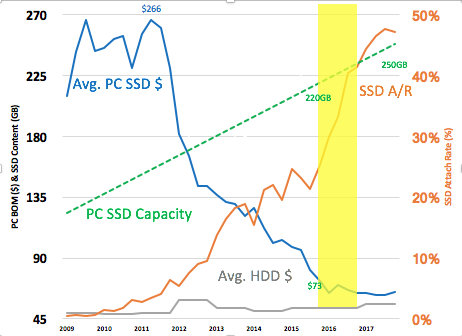 $266
270
225
180
135
90
45
PC BOM ($) & SSD Content (GB)
Avg. PC SSD $
PC SSD Capacity
Avg. HDD $
220GB
250GB
$73
SSD A/R
50%
40%
30%
20%
10%
0%
SSD Attach Rate (%)
2009 2010 2011 2012 2013 2014 2015 2016 2017